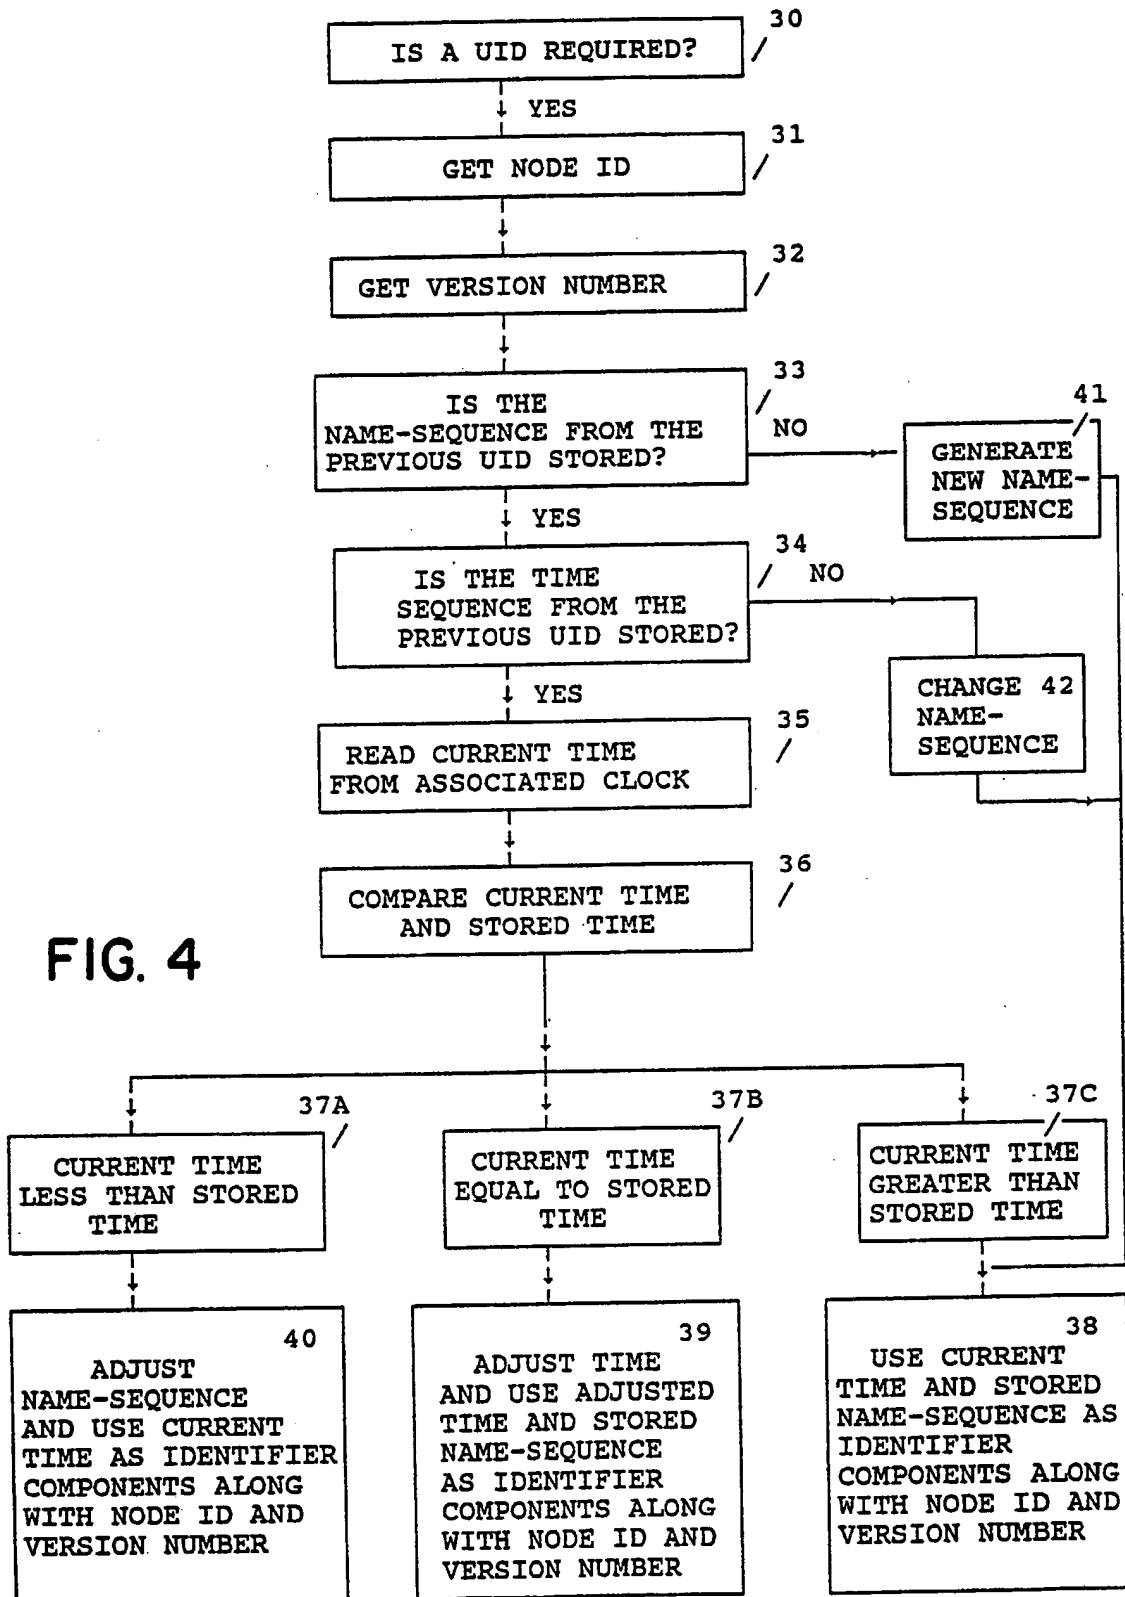 30
IS A UID REQUIRED?
YES
31
GET NODE ID
32
GET VERSION NUMBER
33
IS THE
NAME-SEQUENCE FROM THE
PREVIOUS UID STORED?
NO
41
GENERATE
NEW NAME-
SEQUENCE
YES
34
IS THE TIME
SEQUENCE FROM THE
PREVIOUS UID STORED?
NO
YES
CHANGE 42
NAME-
SEQUENCE
35
READ CURRENT TIME
FROM ASSOCIATED CLOCK
36
COMPARE CURRENT TIME
AND STORED TIME
FIG. 4
37A
CURRENT TIME
LESS THAN STORED
TIME
37B
CURRENT TIME
EQUAL TO STORED
TIME
37C
CURRENT TIME
GREATER THAN
STORED TIME
40
ADJUST
NAME-SEQUENCE
AND USE CURRENT
TIME AS IDENTIFIER
COMPONENTS ALONG
WITH NODE ID AND
VERSION NUMBER
39
ADJUST TIME
AND USE ADJUSTED
TIME AND STORED
NAME-SEQUENCE
AS IDENTIFIER
COMPONENTS ALONG
WITH NODE ID AND
VERSION NUMBER
38
USE CURRENT
TIME AND STORED
NAME-SEQUENCE AS
IDENTIFIER
COMPONENTS ALONG
WITH NODE ID AND
VERSION NUMBER